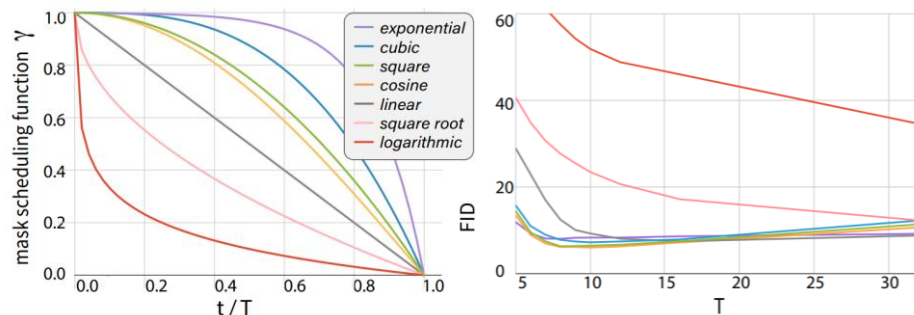 mask scheduling function γ
1.0
0.8
0.6
0.4
0.2
0.0
0.0 0.2 0.4 0.6 0.8 1.0
t / T
exponential
cubic
square
cosine
linear
square root
logarithmic
FID
60
40
20
0
5 10 15 20 25 30
T